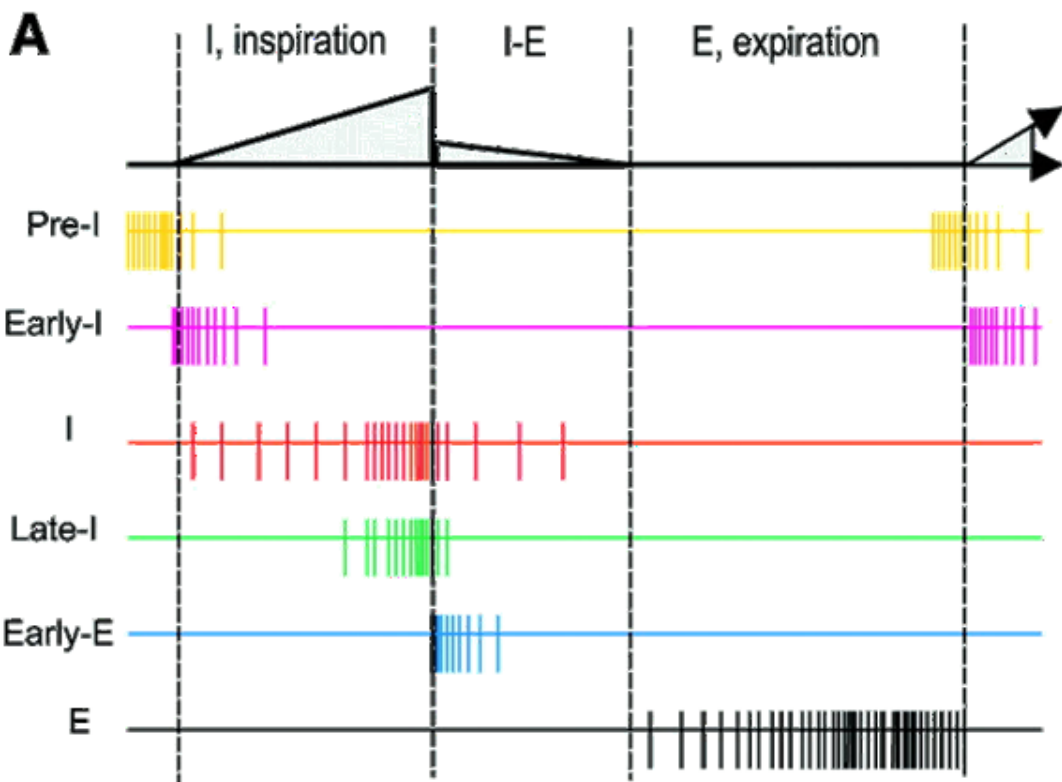 A
I, inspiration
I-E
E, expiration
Pre-I
Early-I
I
Late-I
Early-E
E